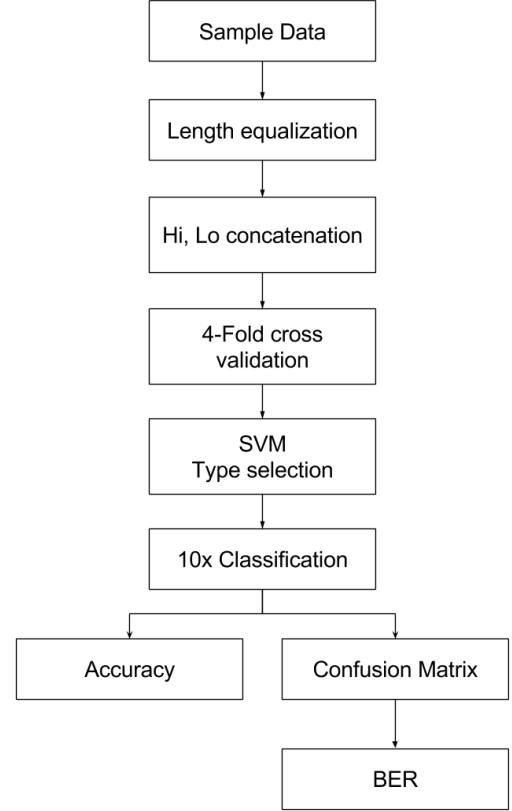 Sample Data
Length equalization
Hi, Lo concatenation
4-Fold cross
validation
SVM
Type selection
10x Classification
Accuracy
Confusion Matrix
BER